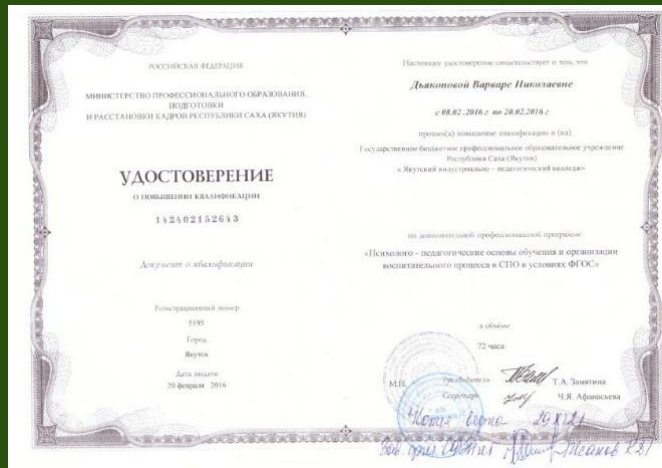 РОССИЙСКАЯ ФЕДЕРАЦИЯ
МИНИСТЕРСТВО ПРОФЕССИОНАЛЬНОГО ОБРАЗОВАНИЯ,
ПОДГОТОВКИ
И РАССТАНОВКИ КАДРОВ РЕСПУБЛИКИ САХА (ЯКУТИЯ)
УДОСТОВЕРЕНИЕ
О ПОВЫШЕНИИ КВАЛИФИКАЦИИ
142402152643
Документ о квалификации
Регистрационный номер
5195
Город
Якутск
Дата выдачи
20 февраля 2016
Настоящее удостоверение свидетельствует о том, что
Дьяконовой Варваре Николаевне
с 08.02.2016 г по 20.02.2016 г
прошел(а) повышение квалификации в (на)
Государственном бюджетном профессиональном образовательном учреждение
Республики Саха (Якутия)
« Якутский индустриально - педагогический колледж»
по дополнительной профессиональной программе
«Психолого - педагогические основы обучения и организации
воспитательного процесса в СПО в условиях ФГОС»
в объёме
72 часа
М.П.
Руководитель Т.А. Замятина
Секретарь Ч.Я. Афанасьева
Копия верна